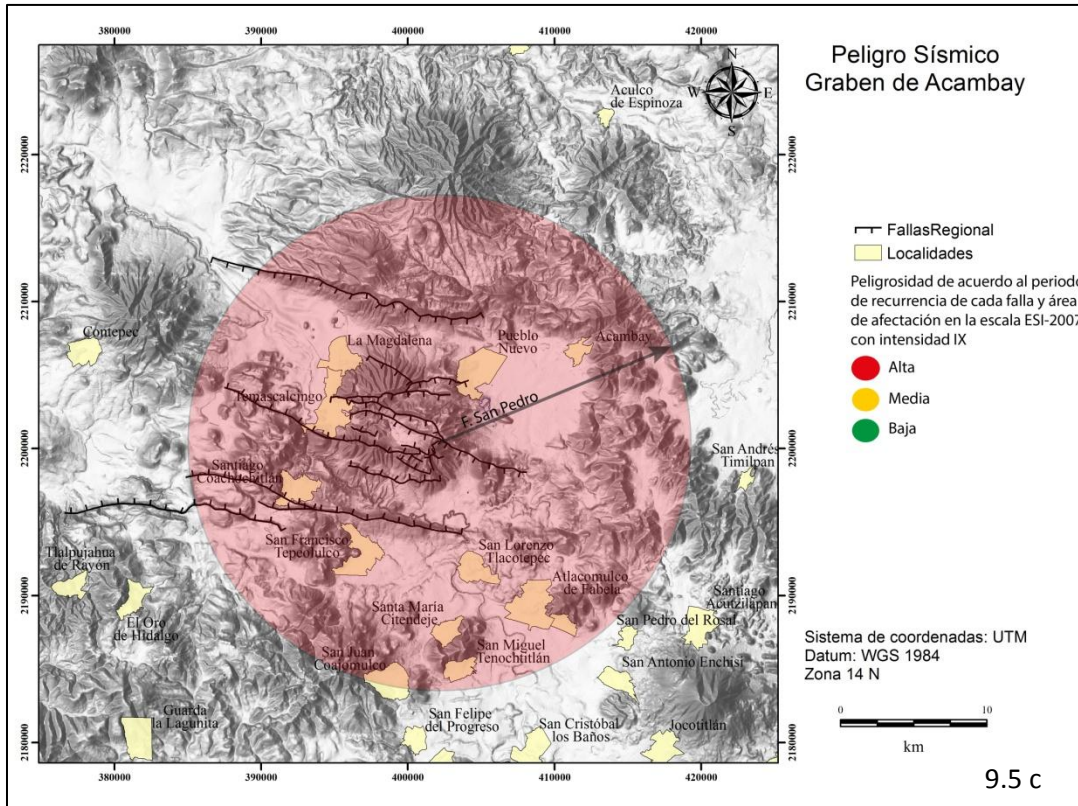 380000
390000
400000
410000
420000
Peligro Sísmico
Graben de Acambay
N
W
E
S
Aculco
de Espinoza
2220000
2220000
FallasRegional
Localidades
Peligrosidad de acuerdo al periodo
de recurrencia de cada falla y área
de afectación en la escala ESI-2007
con intensidad IX
Alta
Media
Baja
2210000
2210000
Contepec
La Magdalena
Pueblo
Nuevo
Acambay
Temascalcingo
F. San Pedro
2200000
2200000
Santiago
Coachochitlán
San Andrés
Timilpan
San Francisco
Tepeolulco
San Lorenzo
Tlacotepec
Tlalpujahua
de Rayón
Atlacomulco
de Fabela
2190000
2190000
El Oro
de Hidalgo
Santa María
Citendeje
Santiago
Acutzilapan
San Pedro del Rosal
San Juan
Coajomulco
San Miguel
Tenochtitlán
San Antonio Enchisi
Guarda
la Lagunita
San Felipe
del Progreso
San Cristóbal
los Baños
Jocotitlán
2180000
2180000
Sistema de coordenadas: UTM
Datum: WGS 1984
Zona 14 N
0
10
km
380000
390000
400000
410000
420000
9.5 c